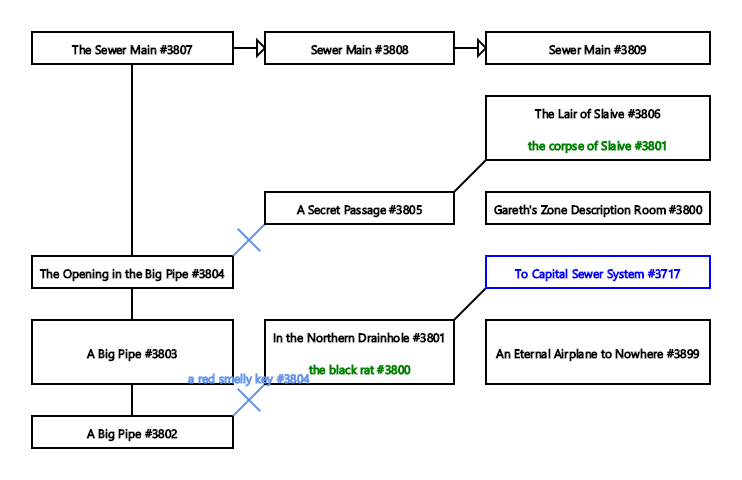 The Sewer Main #3807
Sewer Main #3808
Sewer Main #3809
The Lair of Slaive #3806
the corpse of Slaive #3801
A Secret Passage #3805
Gareth's Zone Description Room #3800
The Opening in the Big Pipe #3804
To Capital Sewer System #3717
A Big Pipe #3803
In the Northern Drainhole #3801
the black rat #3800
An Eternal Airplane to Nowhere #3899
a red smelly key #3804
A Big Pipe #3802